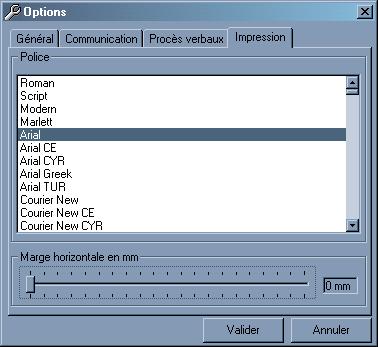 Options
Général Communication Procès verbaux Impression
Police
Roman
Script
Modern
Marlett
Arial
Arial CE
Arial CYR
Arial Greek
Arial TUR
Courier New
Courier New CE
Courier New CYR
Marge horizontale en mm
0 mm
Valider Annuler